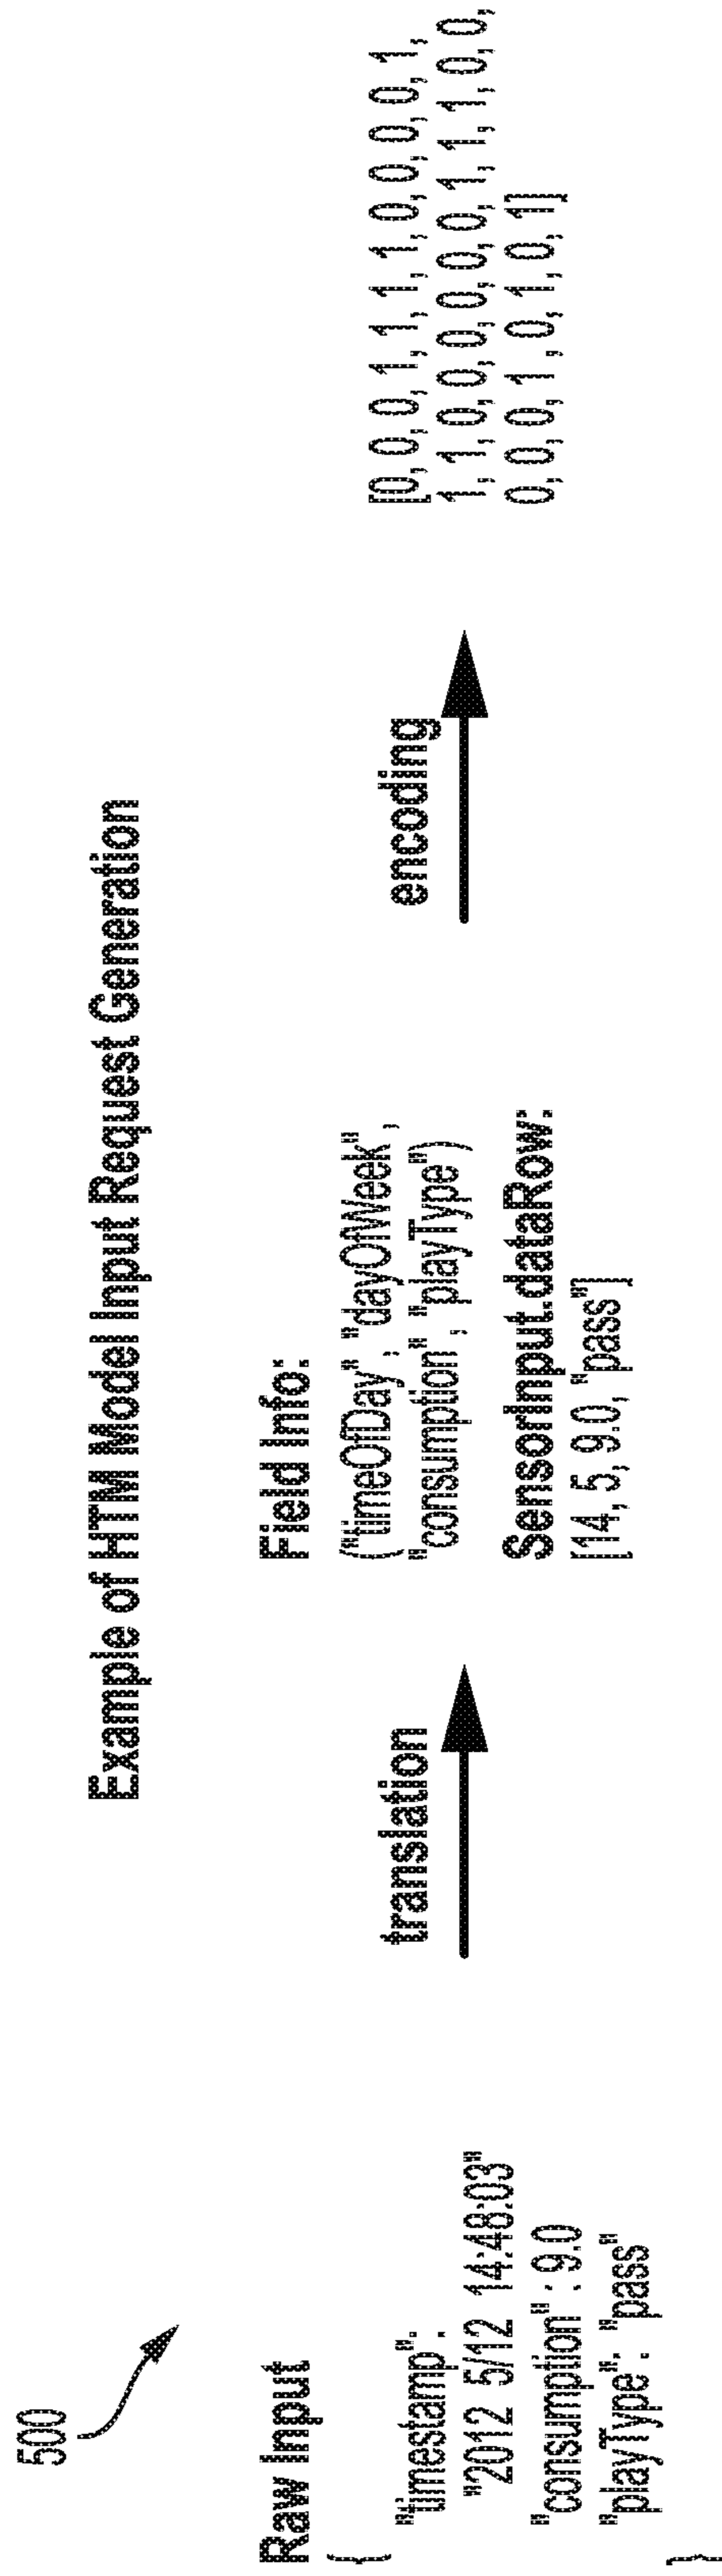 500
Example of HTM Model Input Request Generation
Raw Input
{
"timestamp":
"2012 5/12 14:48:03"
"consumption" : 9.0
"playType": "pass"
}
translation
Field Info:
("timeOfDay", "dayOfWeek",
"consumption", "playType")
SensorInput.dataRow:
[14, 5, 9.0, "pass"]
encoding
[0, 0, 0, 1, 1, 1, 1, 0, 0, 0, 0, 1,
1, 1, 0, 0, 0, 0, 0, 0, 1, 1, 1, 0, 0,
0, 0, 0, 1, 0, 1, 0, 1]